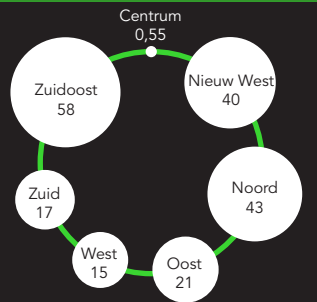 Centrum
0,55
Nieuw West
40
Noord
43
Oost
21
West
15
Zuid
17
Zuidoost
58